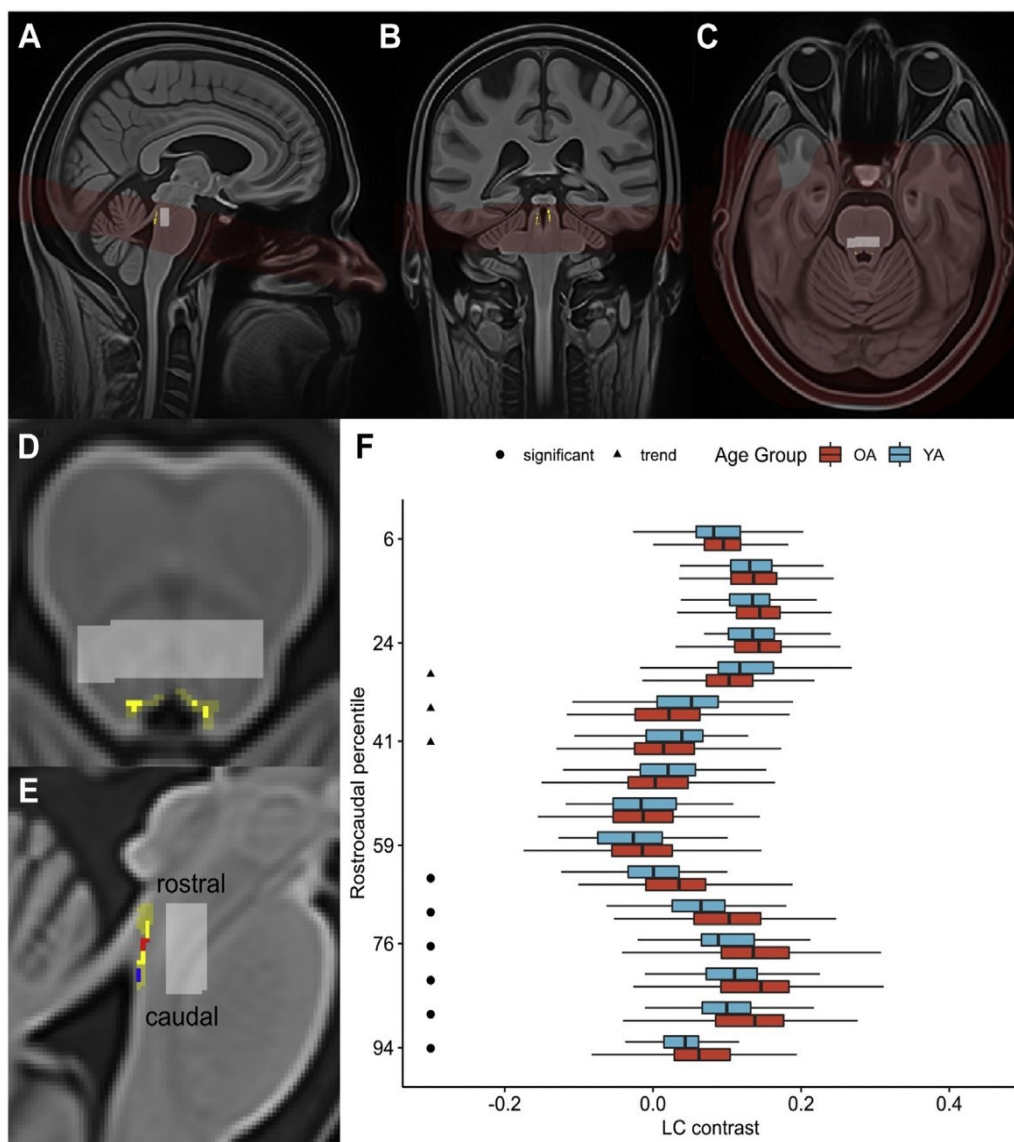 A
B
C
D
E
rostral
caudal
F
significant trend Age Group OA YA
Rostrocaudal percentile
6
24
41
59
76
94
-0.2 0.0 0.2 0.4
LC contrast